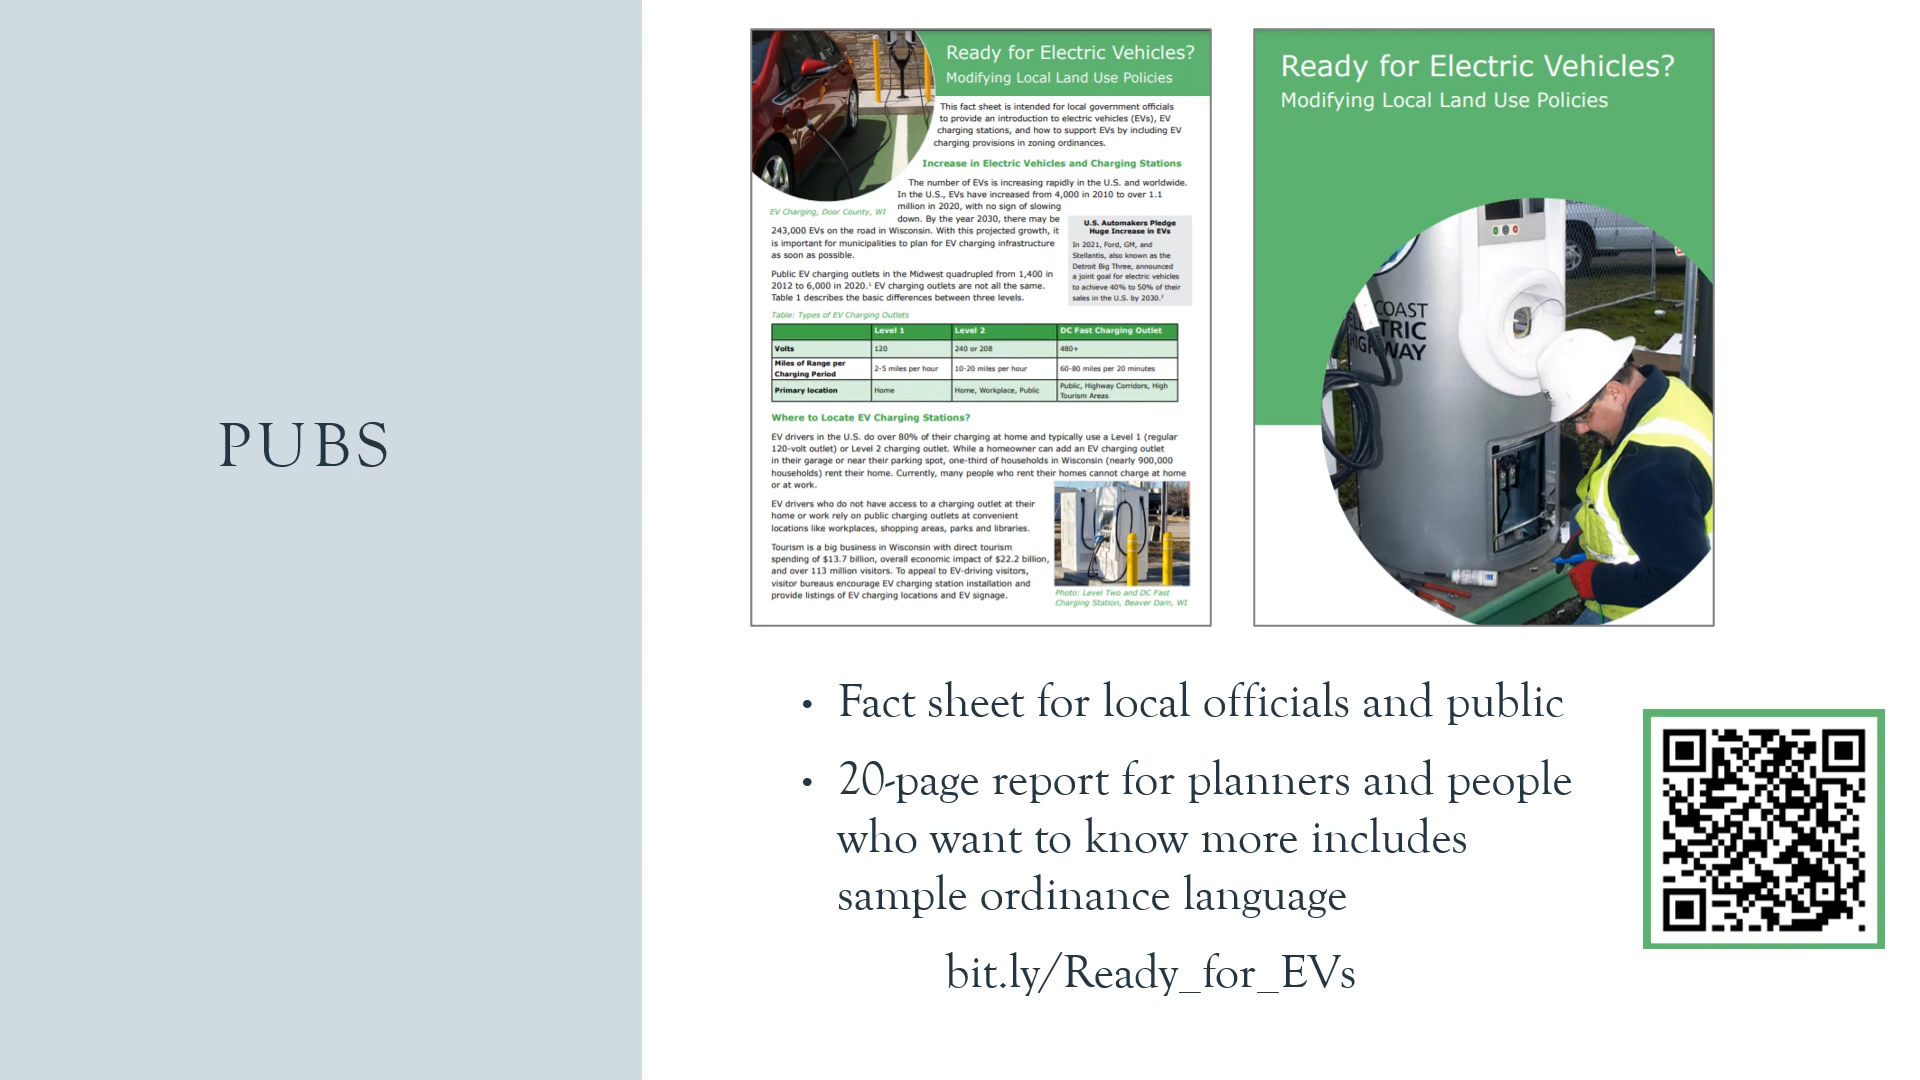 PUBS
Ready for Electric Vehicles?
Modifying Local Land Use Policies
This fact sheet is intended for local government officials
to provide an introduction to electric vehicles (EVs), EV
charging stations, and how to support EVs by including EV
charging provisions in zoning ordinances.
Increase in Electric Vehicles and Charging Stations
The number of EVs is increasing rapidly in the U.S. and worldwide.
In the U.S., EVs have increased from 4,000 in 2010 to over 1.1
million in 2020, with no sign of slowing
down. By the year 2030, there may be
243,000 EVs on the road in Wisconsin. With this projected growth, it
is important for municipalities to plan for EV charging infrastructure
as soon as possible.
EV Charging, Door County, WI
U.S. Automakers Pledge
Huge Increase in EVs
In 2021, Ford, GM, and
Stellantis, also known as the
Detroit Big Three, announced
a joint goal for electric vehicles
to achieve 40% to 50% of their
sales in the U.S. by 2030.²
Public EV charging outlets in the Midwest quadrupled from 1,400 in
2012 to 6,000 in 2020.¹ EV charging outlets are not all the same.
Table 1 describes the basic differences between three levels.
Table: Types of EV Charging Outlets
Level 1 Level 2 DC Fast Charging Outlet
Volts 120 240 or 208 480+
Miles of Range per
Charging Period 2-5 miles per hour 10-20 miles per hour 60-80 miles per 20 minutes
Primary location Home Home, Workplace, Public Public, Highway Corridors, High
Tourism Areas
Where to Locate EV Charging Stations?
EV drivers in the U.S. do over 80% of their charging at home and typically use a Level 1 (regular
120-volt outlet) or Level 2 charging outlet. While a homeowner can add an EV charging outlet
in their garage or near their parking spot, one-third of households in Wisconsin (nearly 900,000
households) rent their home. Currently, many people who rent their homes cannot charge at home
or at work.
EV drivers who do not have access to a charging outlet at their
home or work rely on public charging outlets at convenient
locations like workplaces, shopping areas, parks and libraries.
Tourism is a big business in Wisconsin with direct tourism
spending of $13.7 billion, overall economic impact of $22.2 billion,
and over 113 million visitors. To appeal to EV-driving visitors,
visitor bureaus encourage EV charging station installation and
provide listings of EV charging locations and EV signage.
Photo: Level Two and DC Fast
Charging Station, Beaver Dam, WI
Ready for Electric Vehicles?
Modifying Local Land Use Policies
COAST
TRIC
HIGHWAY
• Fact sheet for local officials and public
• 20-page report for planners and people
who want to know more includes
sample ordinance language
bit.ly/Ready_for_EVs